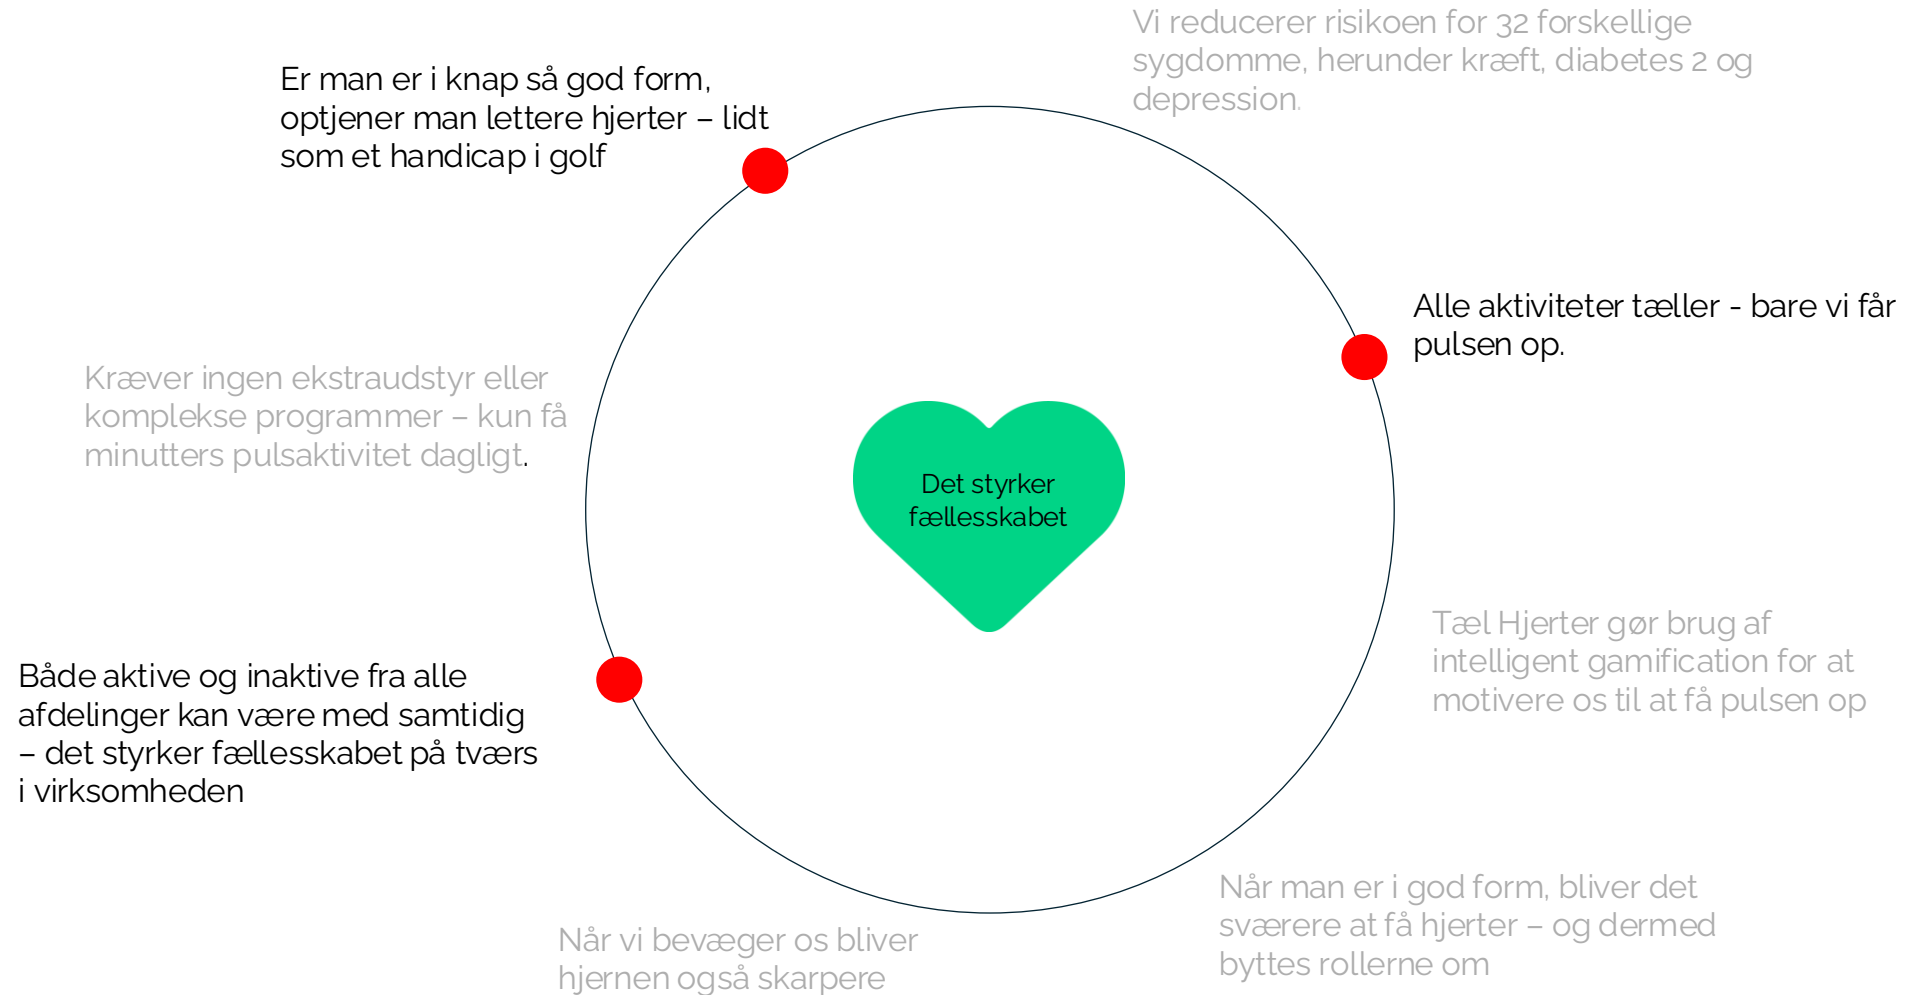 Vi reducerer risikoen for 32 forskellige
sygdomme, herunder kræft, diabetes 2 og
depression.
Er man er i knap så god form,
optjener man lettere hjerter – lidt
som et handicap i golf
Alle aktiviteter tæller - bare vi får
pulsen op.
Kræver ingen ekstraudstyr eller
komplekse programmer – kun få
minutters pulsaktivitet dagligt.
Det styrker
fællesskabet
Tæl Hjerter gør brug af
intelligent gamification for at
motivere os til at få pulsen op
Både aktive og inaktive fra alle
afdelinger kan være med samtidig
– det styrker fællesskabet på tværs
i virksomheden
Når man er i god form, bliver det
sværere at få hjerter – og dermed
byttes rollerne om
Når vi bevæger os bliver
hjernen også skarpere